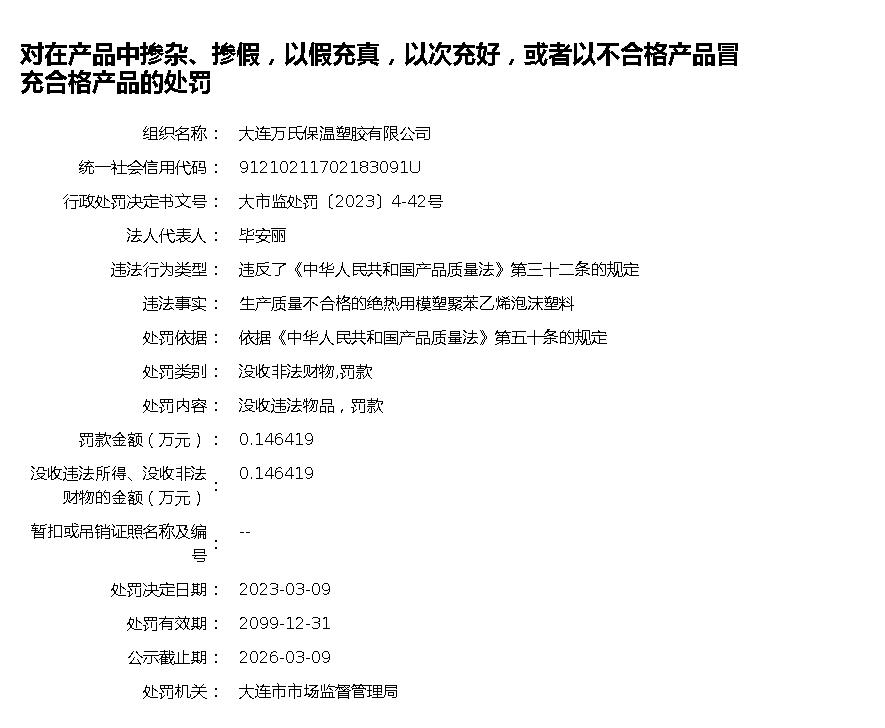 对在产品中掺杂、掺假，以假充真，以次充好，或者以不合格产品冒
充合格产品的处罚
组织名称： 大连万氏保温塑胶有限公司
统一社会信用代码： 91210211702183091U
行政处罚决定书文号： 大市监处罚〔2023〕4-42号
法人代表人： 毕安丽
违法行为类型： 违反了《中华人民共和国产品质量法》第三十二条的规定
违法事实： 生产质量不合格的绝热用模塑聚苯乙烯泡沫塑料
处罚依据： 依据《中华人民共和国产品质量法》第五十条的规定
处罚类别： 没收非法财物,罚款
处罚内容： 没收违法物品，罚款
罚款金额（万元）： 0.146419
没收违法所得、没收非法 0.146419
财物的金额（万元）：
暂扣或吊销证照名称及编 --
号：
处罚决定日期： 2023-03-09
处罚有效期： 2099-12-31
公示截止期： 2026-03-09
处罚机关： 大连市市场监督管理局